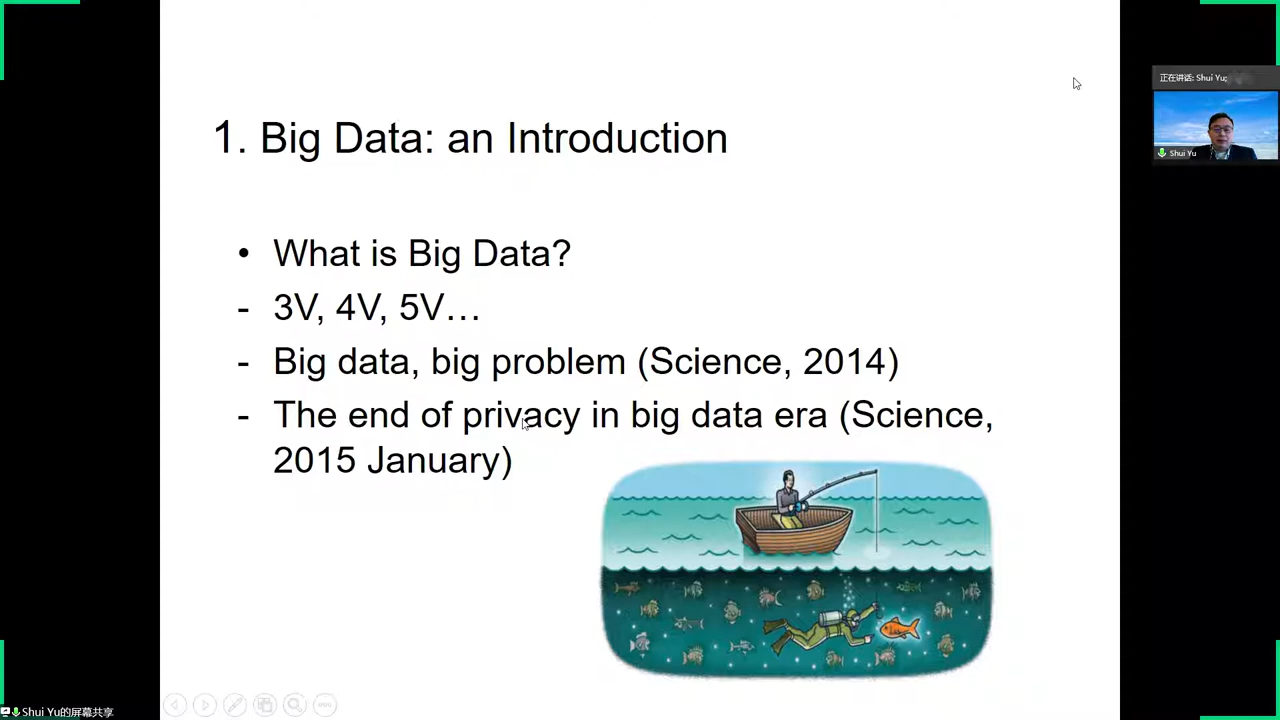 1. Big Data: an Introduction
• What is Big Data?
- 3V, 4V, 5V…
- Big data, big problem (Science, 2014)
- The end of privacy in big data era (Science,
2015 January)
正在讲话: Shui Yu;
Shui Yu
Shui Yu的屏幕共享